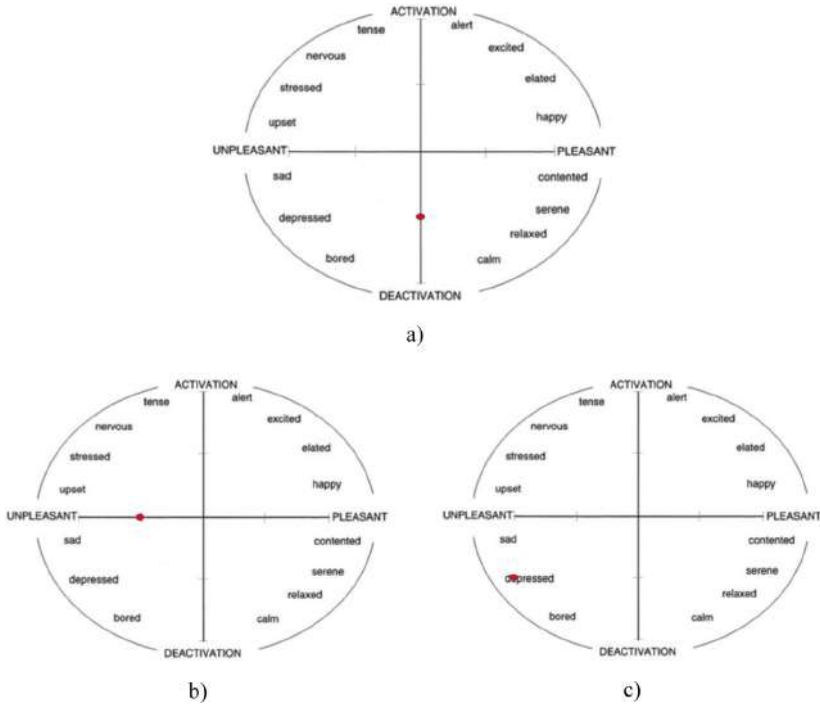 ACTIVATION
tense alert
nervous excited
stressed elated
upset happy
UNPLEASANT PLEASANT
sad contented
depressed serene
relaxed
bored calm
DEACTIVATION
a)
ACTIVATION
tense alert
nervous excited
stressed elated
upset happy
UNPLEASANT PLEASANT
sad contented
depressed serene
relaxed
bored calm
DEACTIVATION
b)
ACTIVATION
tense alert
nervous excited
stressed elated
upset happy
UNPLEASANT PLEASANT
sad contented
depressed serene
relaxed
bored calm
DEACTIVATION
c)